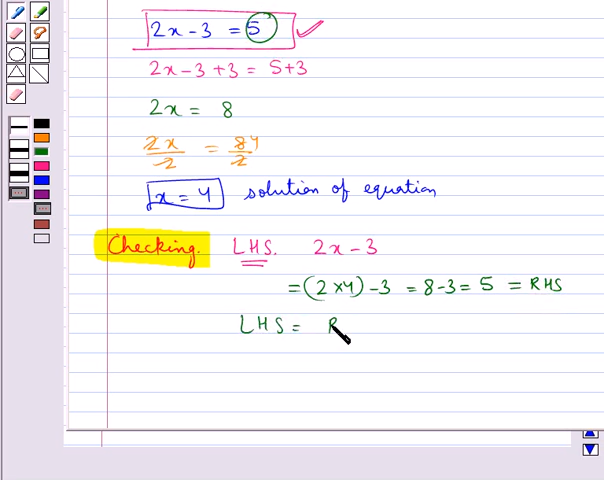 2x - 3 = 5 ✓
2x - 3 + 3 = 5 + 3
2x = 8
2x/2 = 8/2 4
x = 4 solution of equation
Checking. LHS. 2x - 3
= (2 × 4) - 3 = 8 - 3 = 5 = RHS
LHS = R